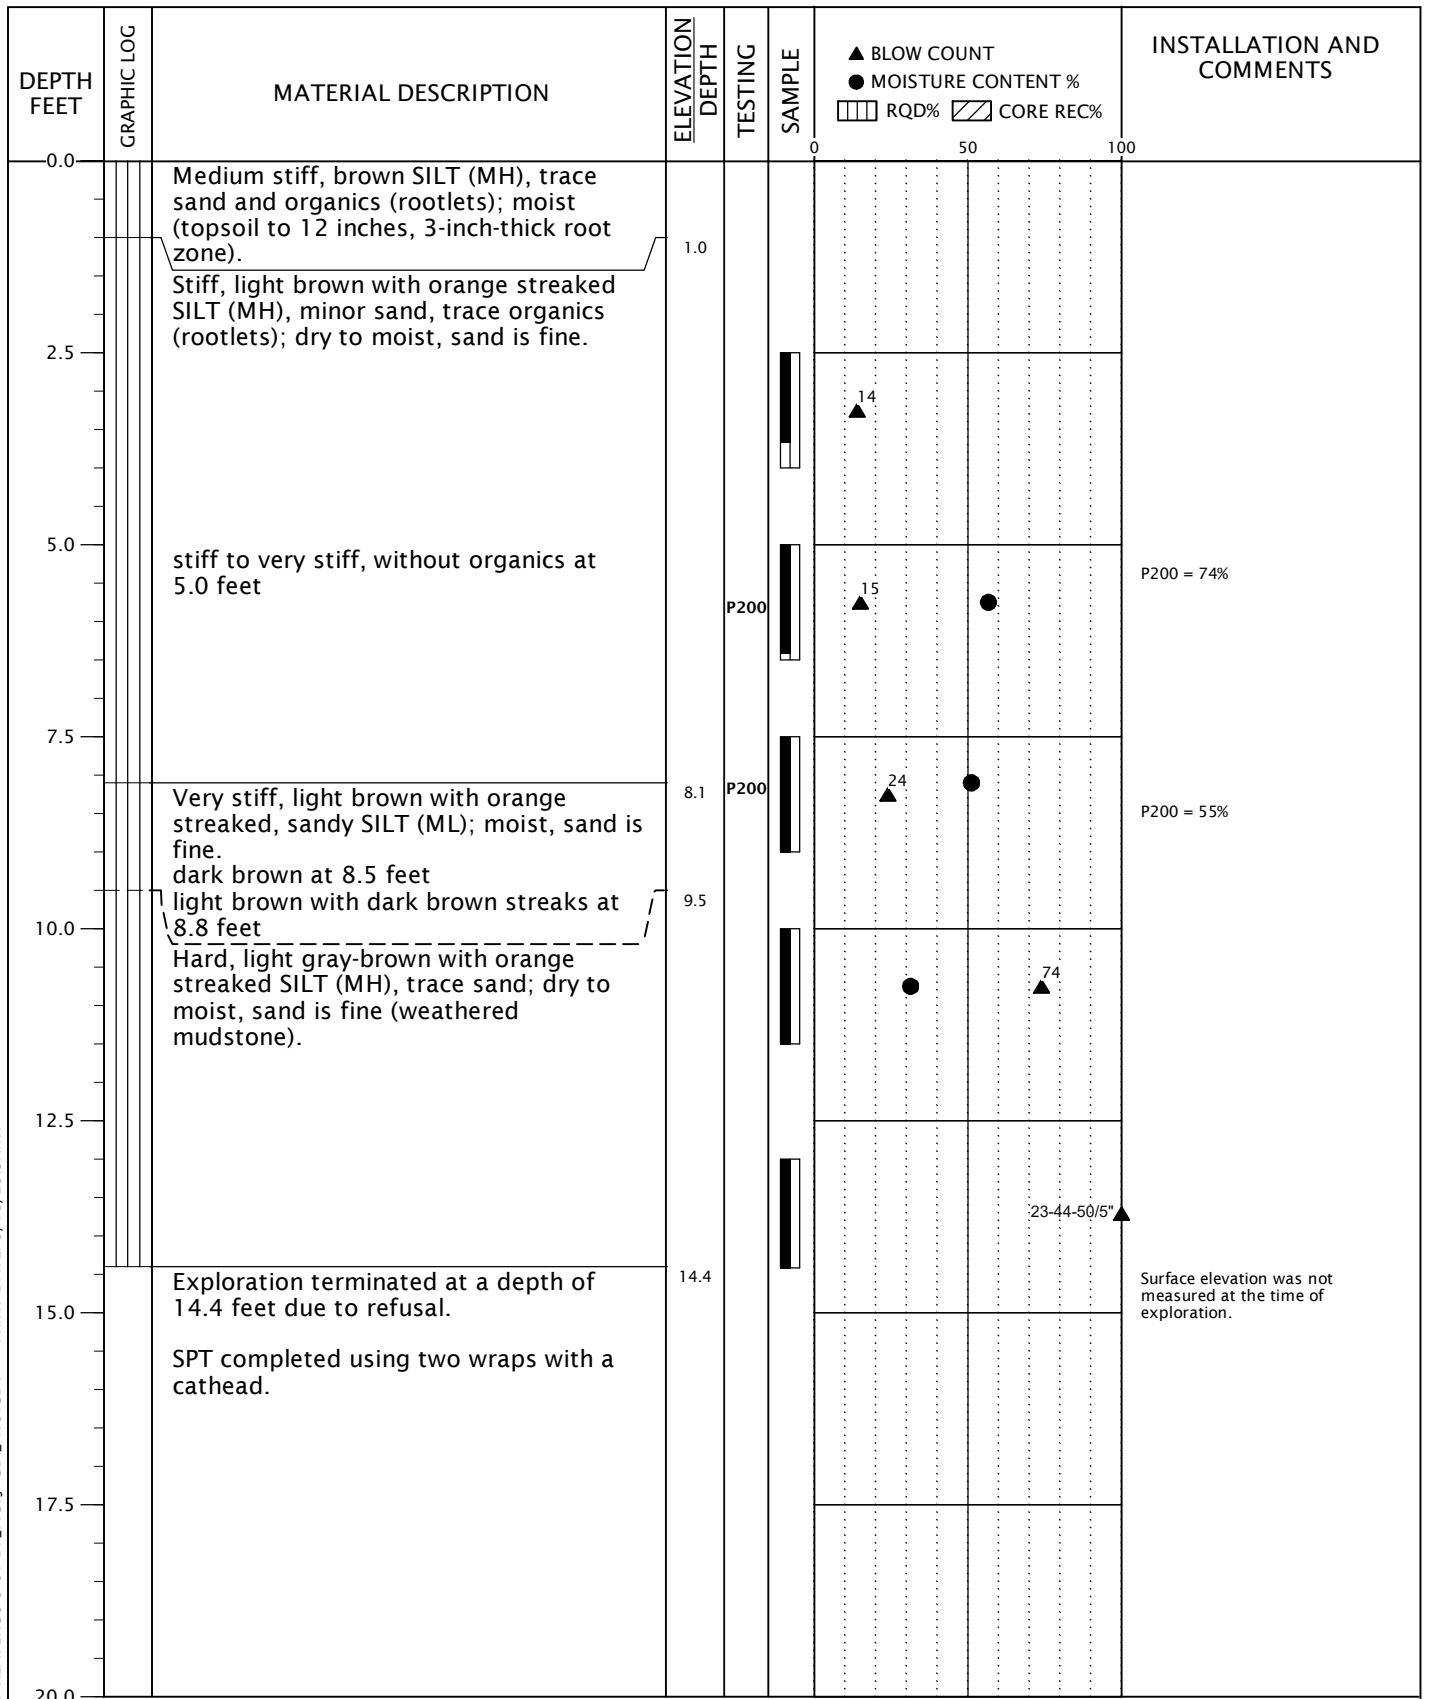 DEPTH
FEET
GRAPHIC LOG
MATERIAL DESCRIPTION
ELEVATION
DEPTH
TESTING
SAMPLE
▲ BLOW COUNT
● MOISTURE CONTENT %
RQD% CORE REC%
0 50 100
INSTALLATION AND
COMMENTS
0.0
Medium stiff, brown SILT (MH), trace
sand and organics (rootlets); moist
(topsoil to 12 inches, 3-inch-thick root
zone).
1.0
Stiff, light brown with orange streaked
SILT (MH), minor sand, trace organics
(rootlets); dry to moist, sand is fine.
2.5
14
5.0
stiff to very stiff, without organics at
5.0 feet
P200
15
P200 = 74%
7.5
8.1
P200
24
Very stiff, light brown with orange
streaked, sandy SILT (ML); moist, sand is
fine.
P200 = 55%
dark brown at 8.5 feet
light brown with dark brown streaks at
8.8 feet
9.5
10.0
Hard, light gray-brown with orange
streaked SILT (MH), trace sand; dry to
moist, sand is fine (weathered
mudstone).
74
12.5
23-44-50/5"
14.4
Exploration terminated at a depth of
14.4 feet due to refusal.
Surface elevation was not
measured at the time of
exploration.
15.0
SPT completed using two wraps with a
cathead.
17.5
20.0